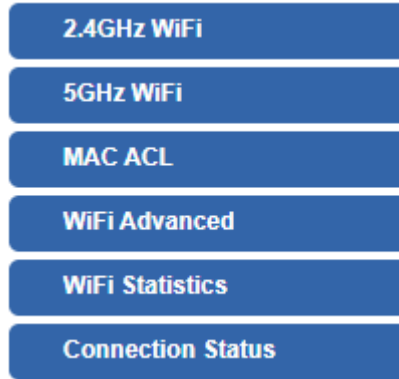 2.4GHz WiFi
5GHz WiFi
MAC ACL
WiFi Advanced
WiFi Statistics
Connection Status